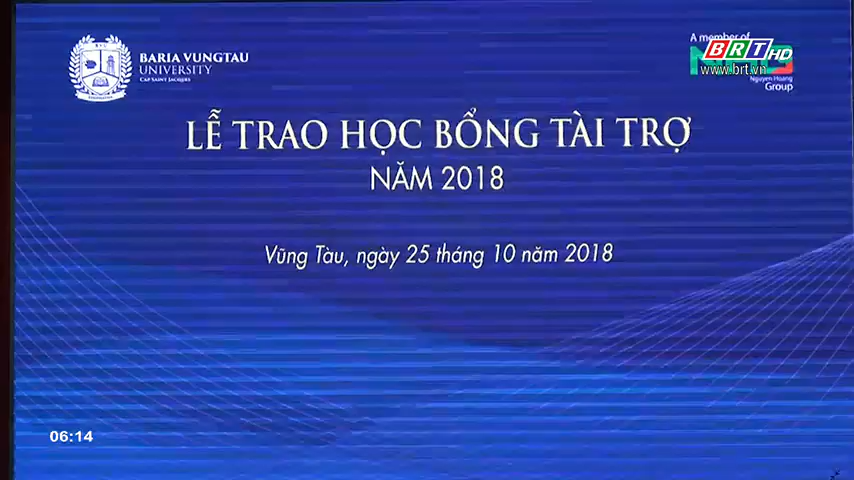 BARIA VUNGTAU
UNIVERSITY
CAP SAINT JACQUES
A member of
BRT HD
www.brt.vn
Nguyen Hoang
Group
LỄ TRAO HỌC BỔNG TÀI TRỢ
NĂM 2018
Vũng Tàu, ngày 25 tháng 10 năm 2018
06:14